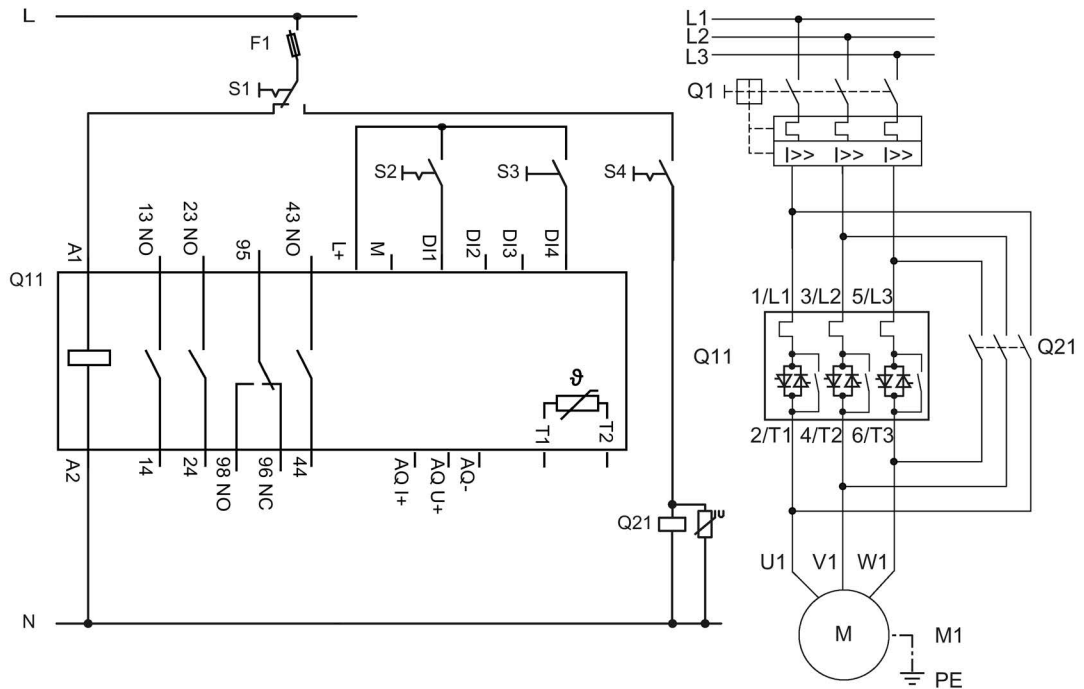 L
F1
S1
S2
S3
S4
13 NO
23 NO
95
43 NO
L+
M
DI1
DI2
DI3
DI4
A1
Q11
ϑ
T1
T2
A2
14
24
98 NO
96 NC
44
AQ I+
AQ U+
AQ-
Q21
U
N
L1
L2
L3
Q1
I>> I>> I>>
1/L1 3/L2 5/L3
Q11
Q21
2/T1 4/T2 6/T3
U1 V1 W1
M
M1
PE